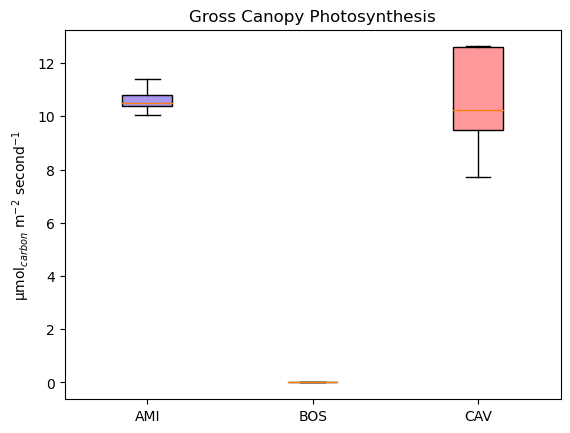 Gross Canopy Photosynthesis
12
10
8
6
4
2
0
µmol_carbon m⁻² second⁻¹
AMI BOS CAV